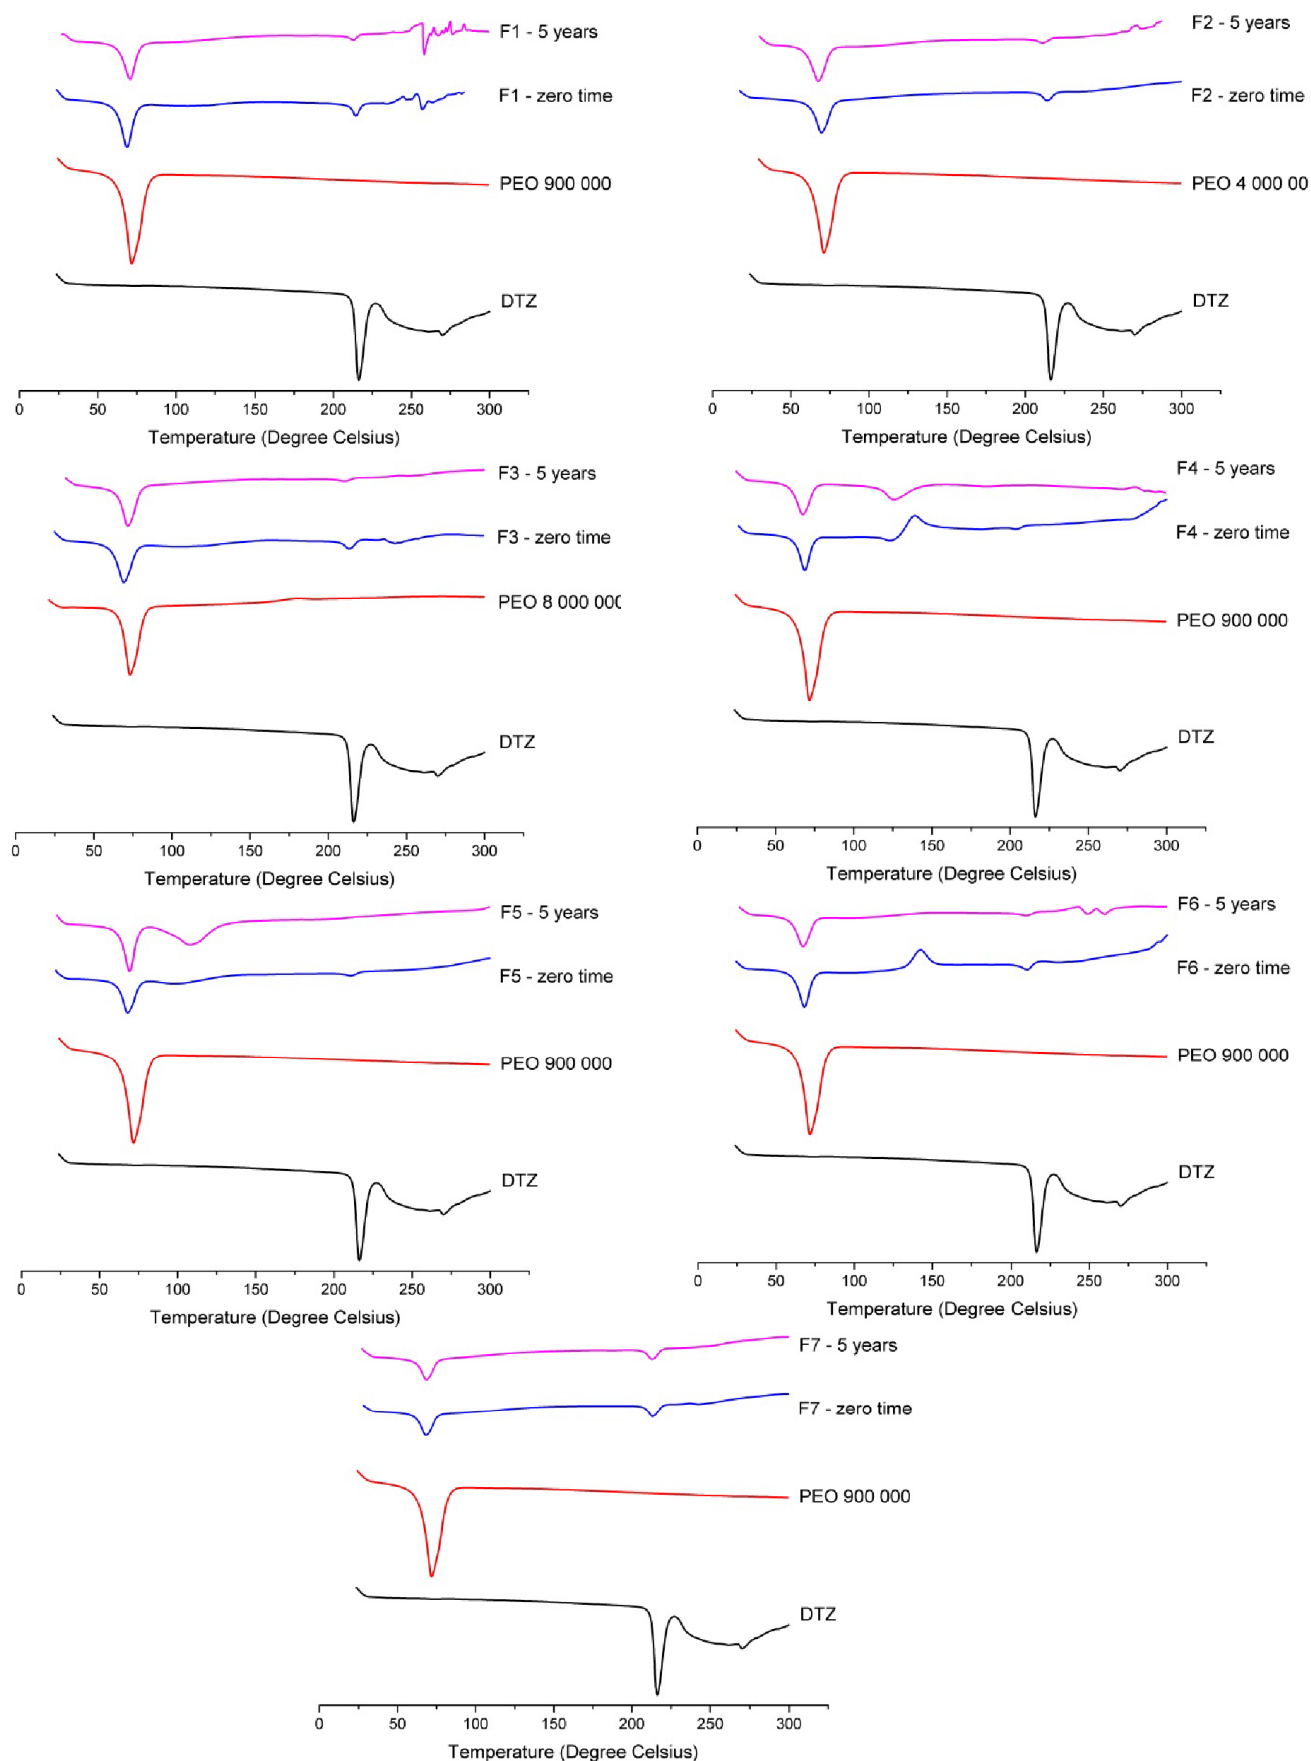 F1 - 5 years
F1 - zero time
PEO 900 000
DTZ
0 50 100 150 200 250 300
Temperature (Degree Celsius)
F2 - 5 years
F2 - zero time
PEO 4 000 00
DTZ
0 50 100 150 200 250 300
Temperature (Degree Celsius)
F3 - 5 years
F3 - zero time
PEO 8 000 000
DTZ
0 50 100 150 200 250 300
Temperature (Degree Celsius)
F4 - 5 years
F4 - zero time
PEO 900 000
DTZ
0 50 100 150 200 250 300
Temperature (Degree Celsius)
F5 - 5 years
F5 - zero time
PEO 900 000
DTZ
0 50 100 150 200 250 300
Temperature (Degree Celsius)
F6 - 5 years
F6 - zero time
PEO 900 000
DTZ
0 50 100 150 200 250 300
Temperature (Degree Celsius)
F7 - 5 years
F7 - zero time
PEO 900 000
DTZ
0 50 100 150 200 250 300
Temperature (Degree Celsius)